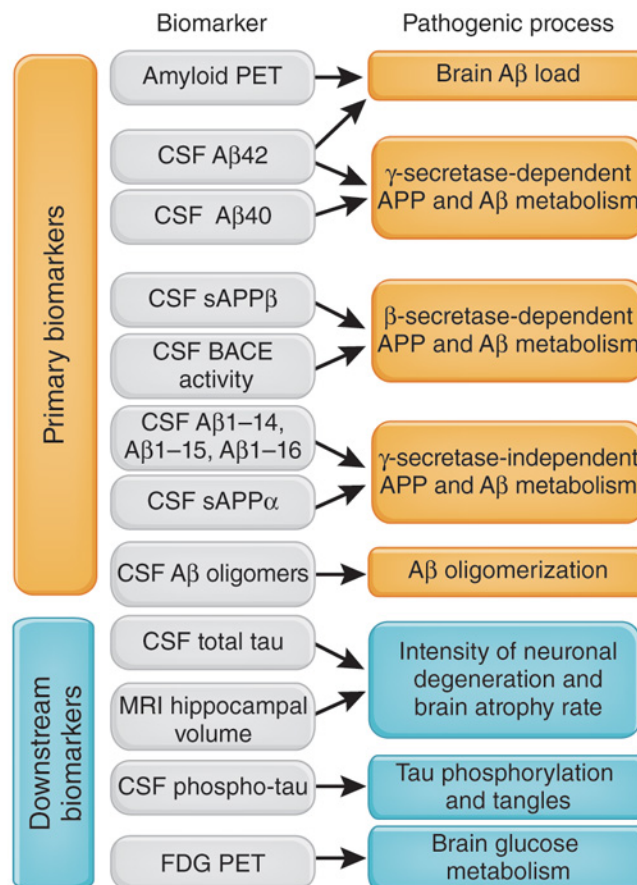 Biomarker
Pathogenic process
Primary biomarkers
Amyloid PET
Brain Aβ load
CSF Aβ42
γ-secretase-dependent
APP and Aβ metabolism
CSF Aβ40
CSF sAPPβ
β-secretase-dependent
APP and Aβ metabolism
CSF BACE
activity
CSF Aβ1–14,
Aβ1–15, Aβ1–16
γ-secretase-independent
APP and Aβ metabolism
CSF sAPPα
CSF Aβ oligomers
Aβ oligomerization
Downstream
biomarkers
CSF total tau
Intensity of neuronal
degeneration and
brain atrophy rate
MRI hippocampal
volume
CSF phospho-tau
Tau phosphorylation
and tangles
FDG PET
Brain glucose
metabolism